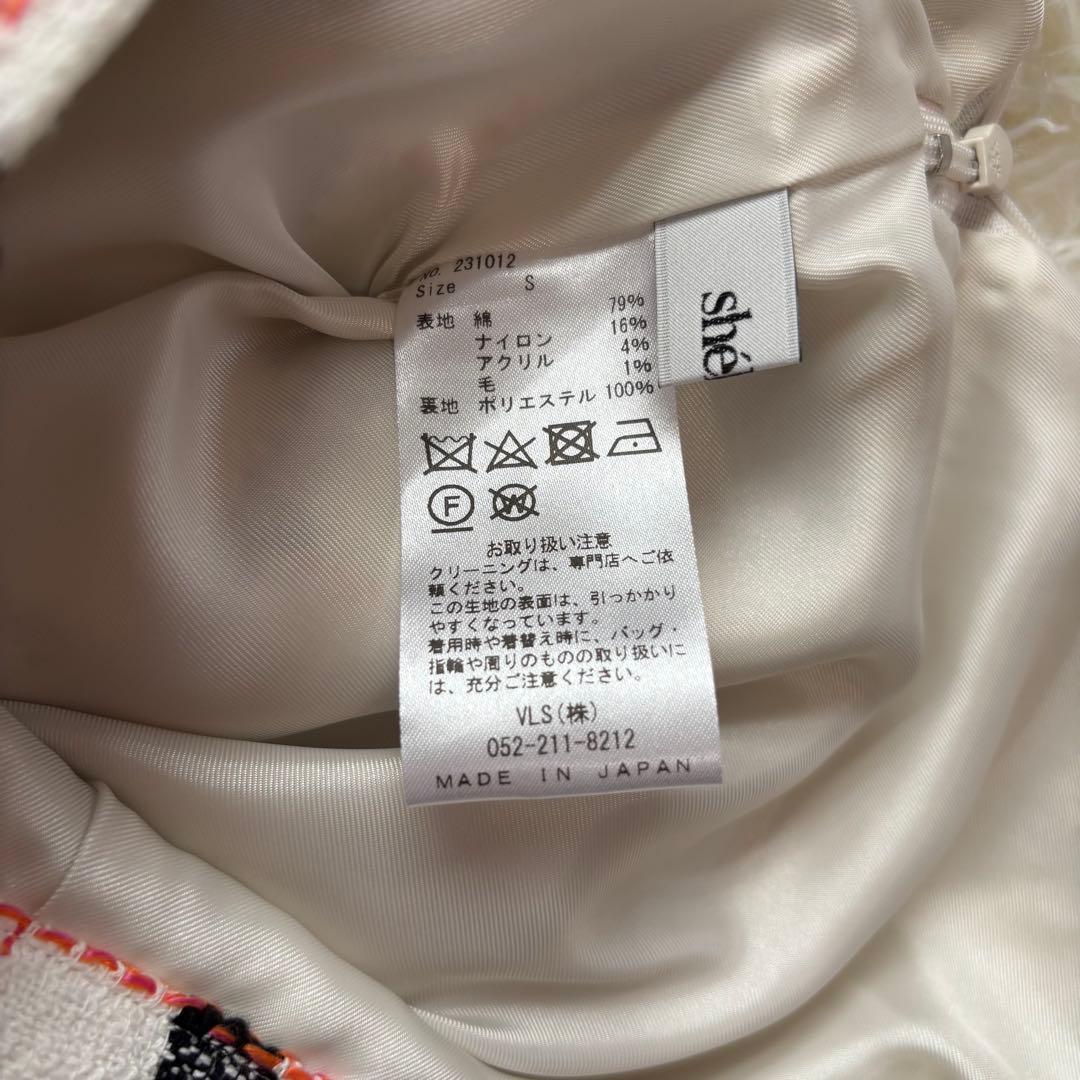 No. 231012
Size S
表地 綿 79%
ナイロン 16%
アクリル 4%
毛 1%
裏地 ポリエステル 100%
F
W
お取り扱い注意
クリーニングは、専門店へご依
頼ください。
この生地の表面は、引っかかり
やすくなっています。
着用時や着替え時に、バッグ・
指輪や周りのものの取り扱いに
は、充分ご注意ください。
VLS(株)
052-211-8212
MADE IN JAPAN
shé